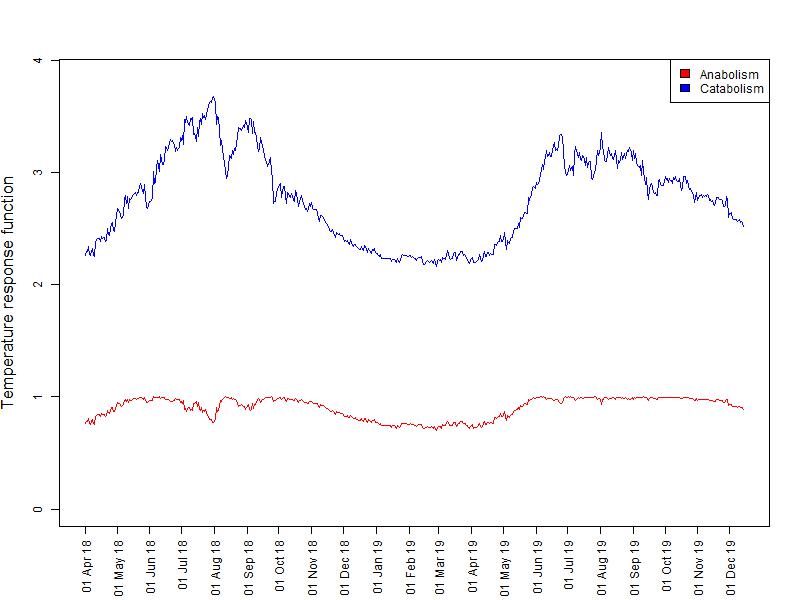 Temperature response function
4
3
2
1
0
Anabolism
Catabolism
01 Apr 18
01 May 18
01 Jun 18
01 Jul 18
01 Aug 18
01 Sep 18
01 Oct 18
01 Nov 18
01 Dec 18
01 Jan 19
01 Feb 19
01 Mar 19
01 Apr 19
01 May 19
01 Jun 19
01 Jul 19
01 Aug 19
01 Sep 19
01 Oct 19
01 Nov 19
01 Dec 19